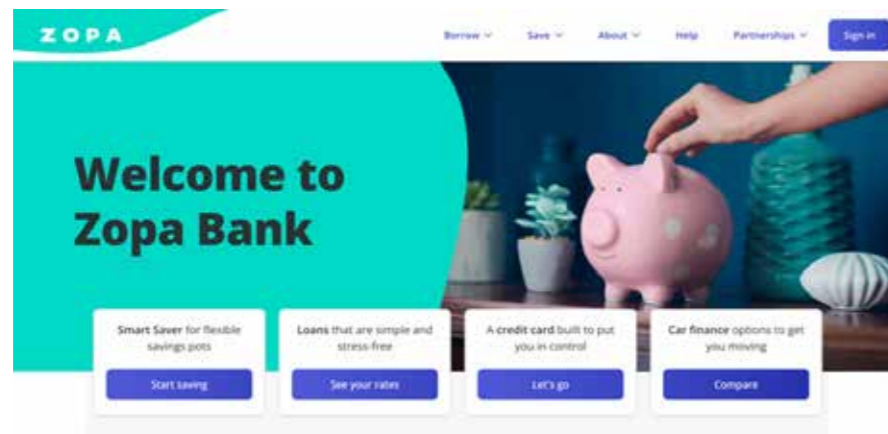 ZOPA
Borrow Save About Help Partnerships Sign in
Welcome to
Zopa Bank
Smart Saver for flexible
savings pots
Start saving
Loans that are simple and
stress-free
See your rates
A credit card built to put
you in control
Let's go
Car finance options to get
you moving
Compare